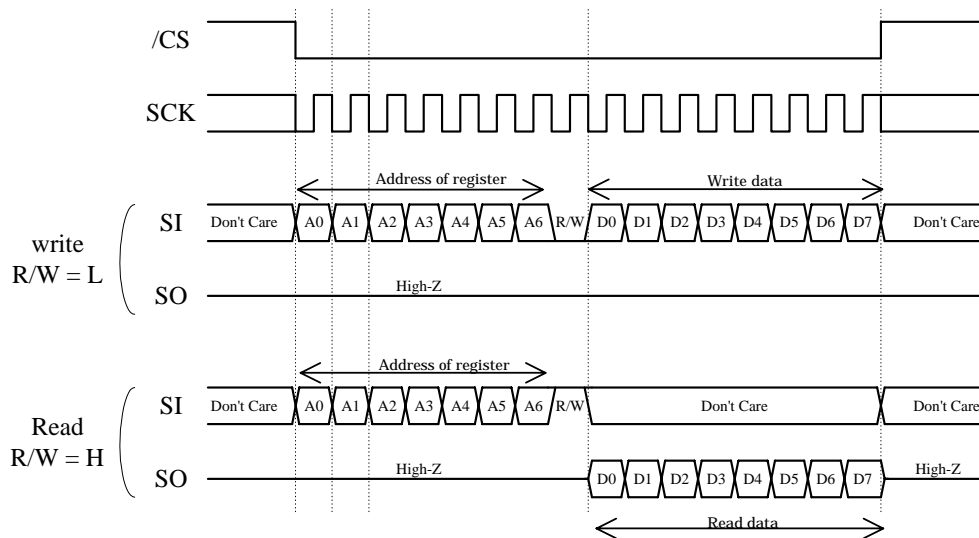 /CS
SCK
Address of register Write data
SI Don't Care A0 A1 A2 A3 A4 A5 A6 R/W D0 D1 D2 D3 D4 D5 D6 D7 Don't Care
write
R/W = L
SO High-Z
Address of register
SI Don't Care A0 A1 A2 A3 A4 A5 A6 R/W Don't Care Don't Care
Read
R/W = H
SO High-Z D0 D1 D2 D3 D4 D5 D6 D7 High-Z
Read data